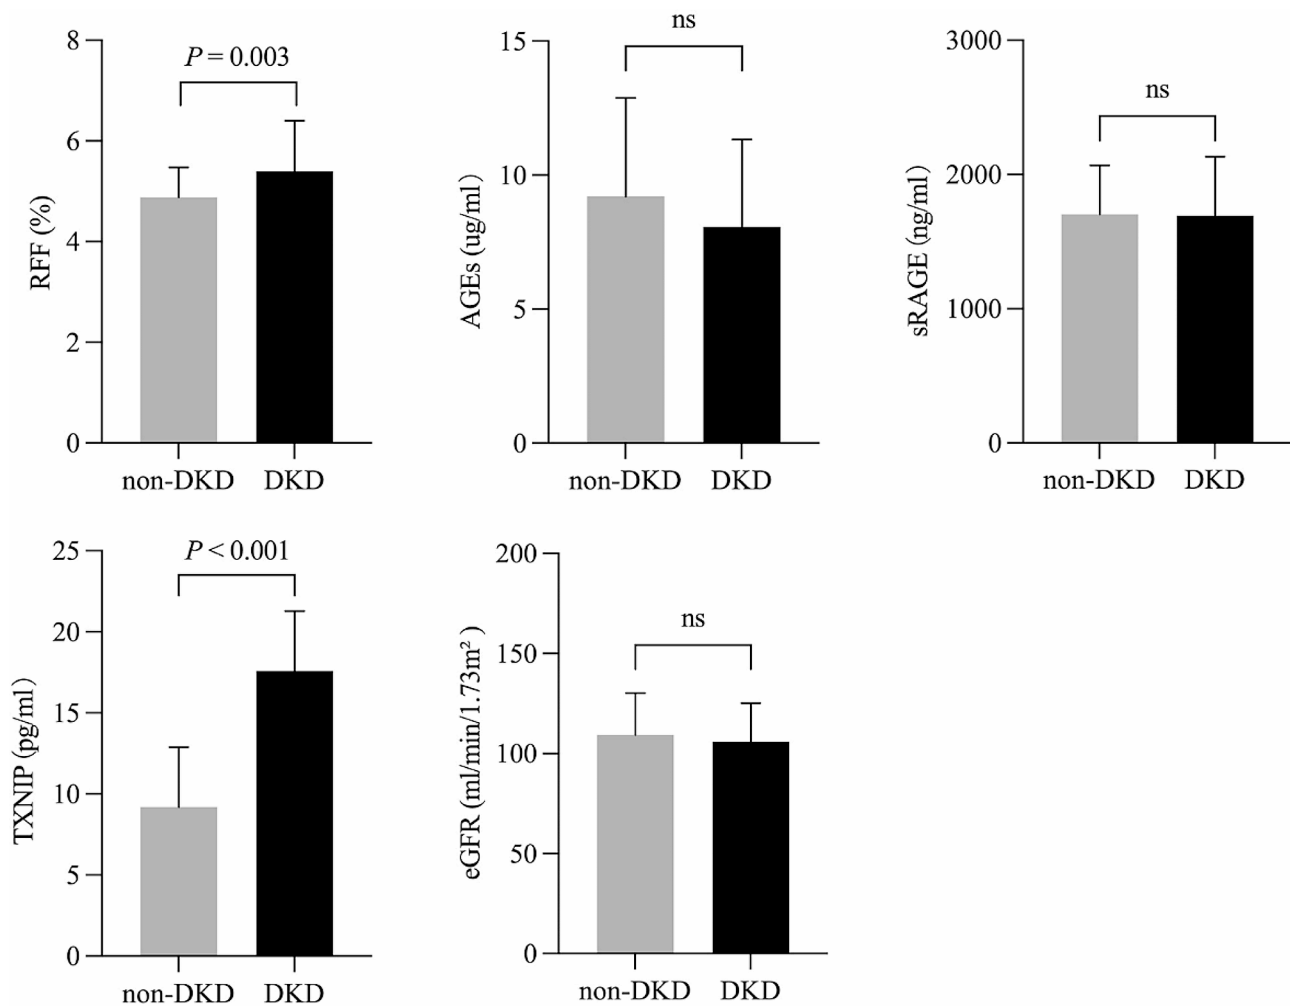 8
6
4
2
0
RFF (%)
P = 0.003
non-DKD DKD
15
10
5
0
AGEs (ug/ml)
ns
non-DKD DKD
3000
2000
1000
0
sRAGE (ng/ml)
ns
non-DKD DKD
25
20
15
10
5
0
TXNIP (pg/ml)
P < 0.001
non-DKD DKD
200
150
100
50
0
eGFR (ml/min/1.73m² )
ns
non-DKD DKD